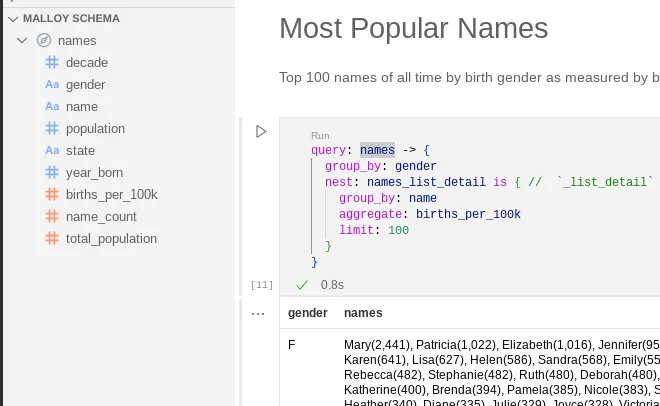 MALLOY SCHEMA
names
decade
Aa gender
Aa name
population
Aa state
year_born
births_per_100k
name_count
total_population
Most Popular Names
Top 100 names of all time by birth gender as measured by b
Run
query: names -> {
group_by: gender
nest: names_list_detail is { // `_list_detail`
group_by: name
aggregate: births_per_100k
limit: 100
}
}
[11]
0.8s
gender names
F Mary(2,441), Patricia(1,022), Elizabeth(1,016), Jennifer(95
Karen(641), Lisa(627), Helen(586), Sandra(568), Emily(55
Rebecca(482), Stephanie(482), Ruth(480), Deborah(480),
Katherine(400), Brenda(394), Pamela(385), Nicole(383), S
Heather(340), Diane(335), Julie(329), Joyce(328), Victoria